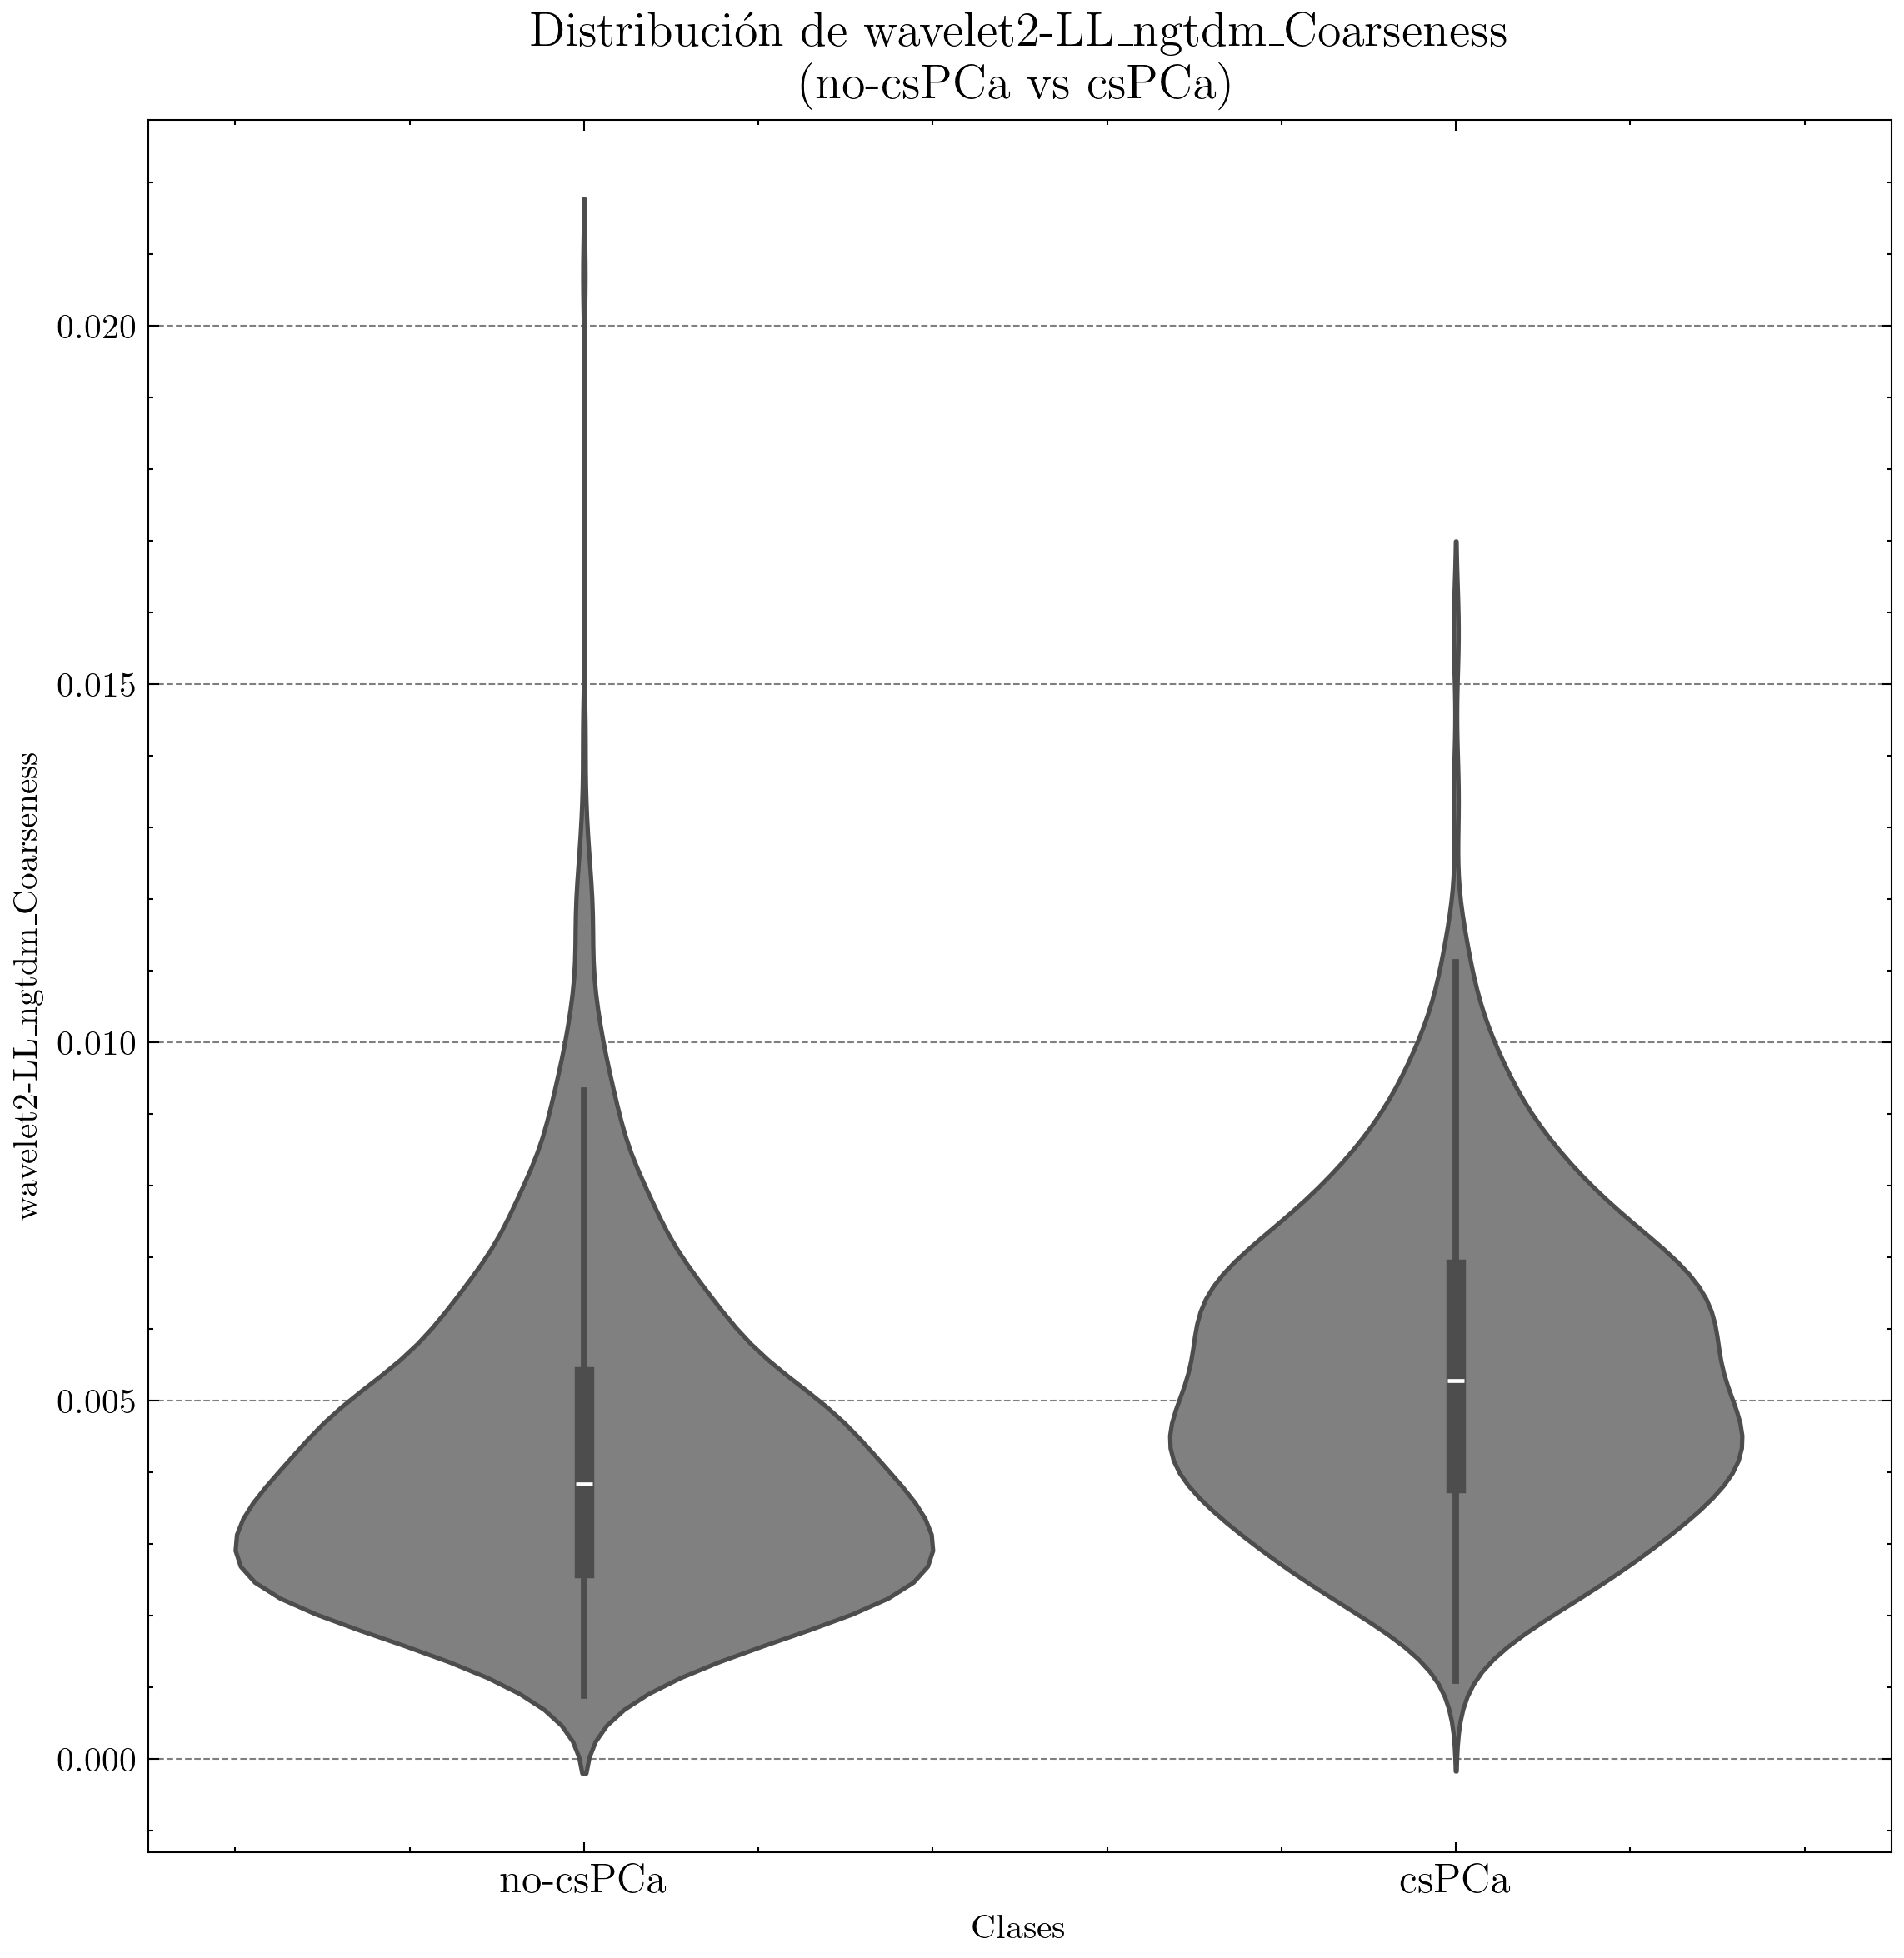 Distribución de wavelet2-LL_ngtdm_Coarseness
(no-csPCa vs csPCa)
wavelet2-LL_ngtdm_Coarseness
0.020
0.015
0.010
0.005
0.000
no-csPCa
csPCa
Clases